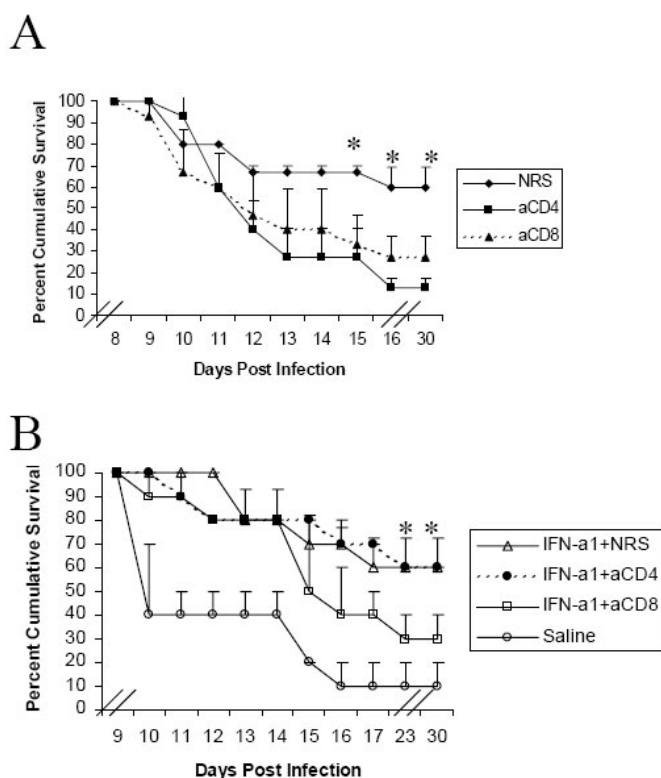 A
Percent Cumulative Survival
100
90
80
70
60
50
40
30
20
10
8 9 10 11 12 13 14 15 16 30
Days Post Infection
* * *
NRS
aCD4
aCD8
B
Percent Cumulative Survival
100
90
80
70
60
50
40
30
20
10
0
9 10 11 12 13 14 15 16 17 23 30
Days Post Infection
* *
IFN-a1+NRS
IFN-a1+aCD4
IFN-a1+aCD8
Saline